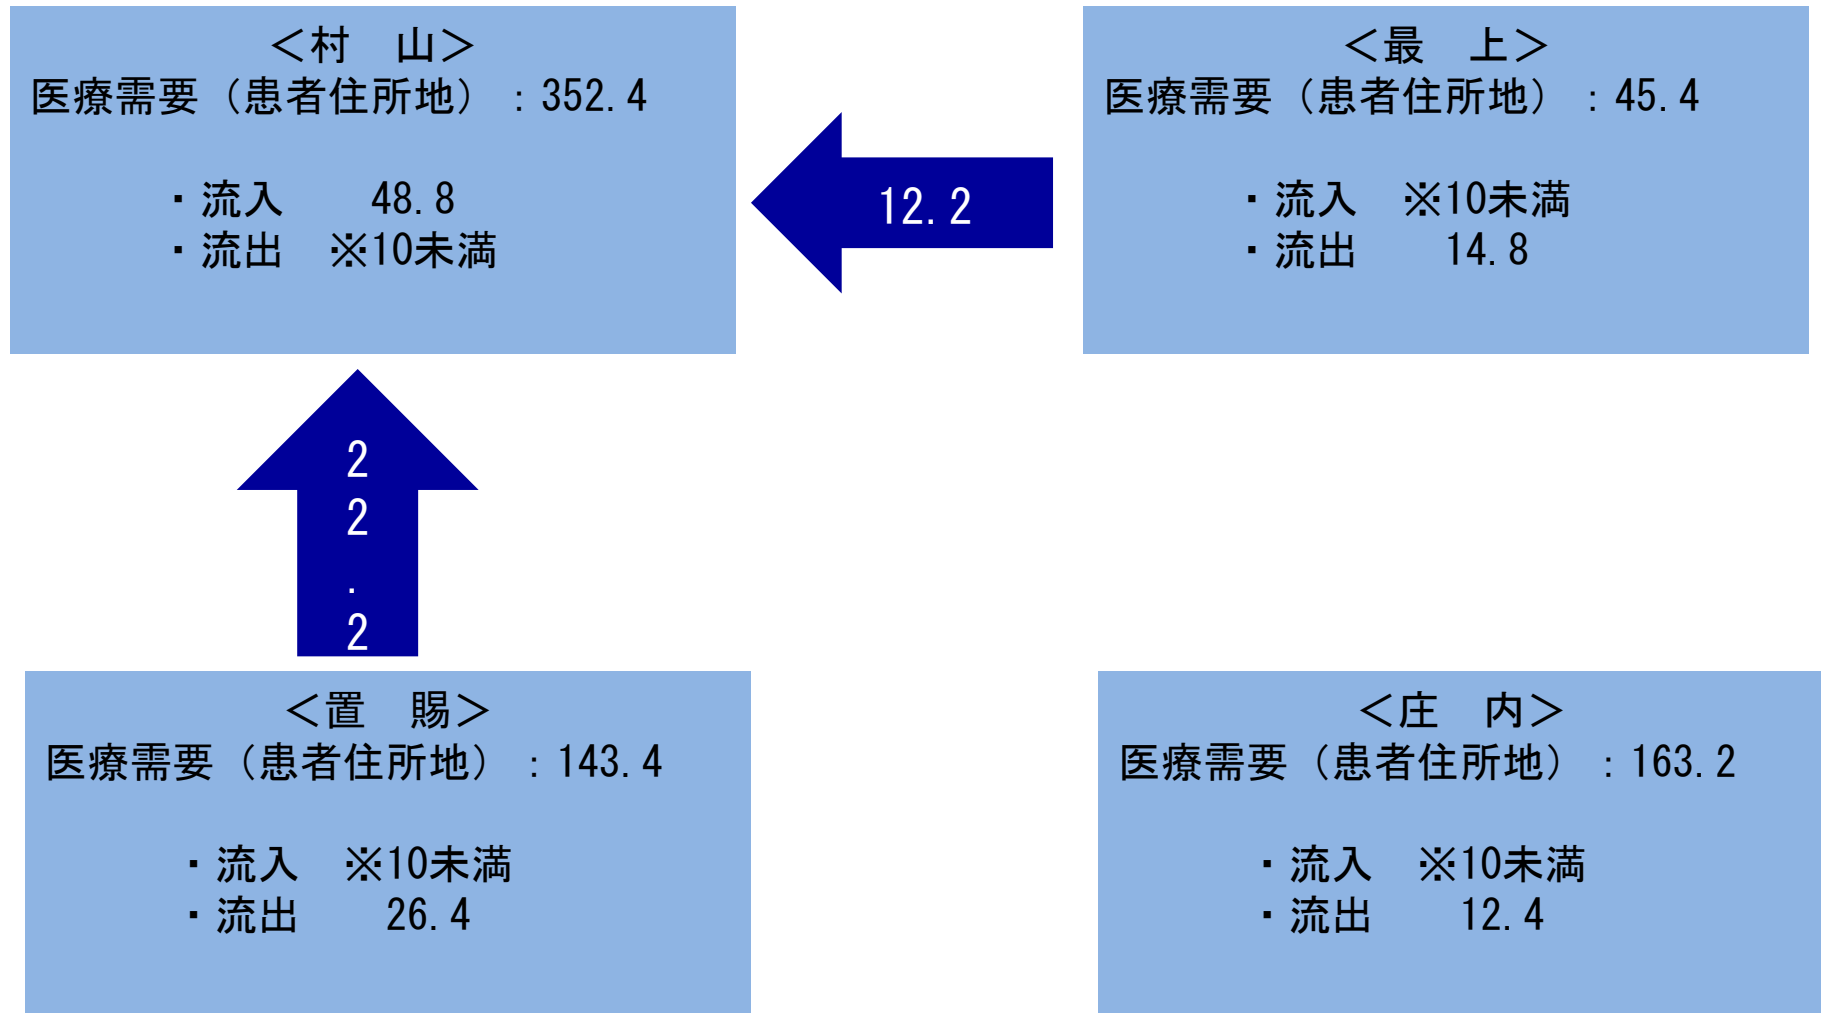 ＜村　山＞
医療需要（患者住所地）：352.4
・流入　　48.8
・流出　※10未満
12.2
＜最　上＞
医療需要（患者住所地）：45.4
・流入　※10未満
・流出　　14.8
22.2
＜置　賜＞
医療需要（患者住所地）：143.4
・流入　※10未満
・流出　　26.4
＜庄　内＞
医療需要（患者住所地）：163.2
・流入　※10未満
・流出　　12.4